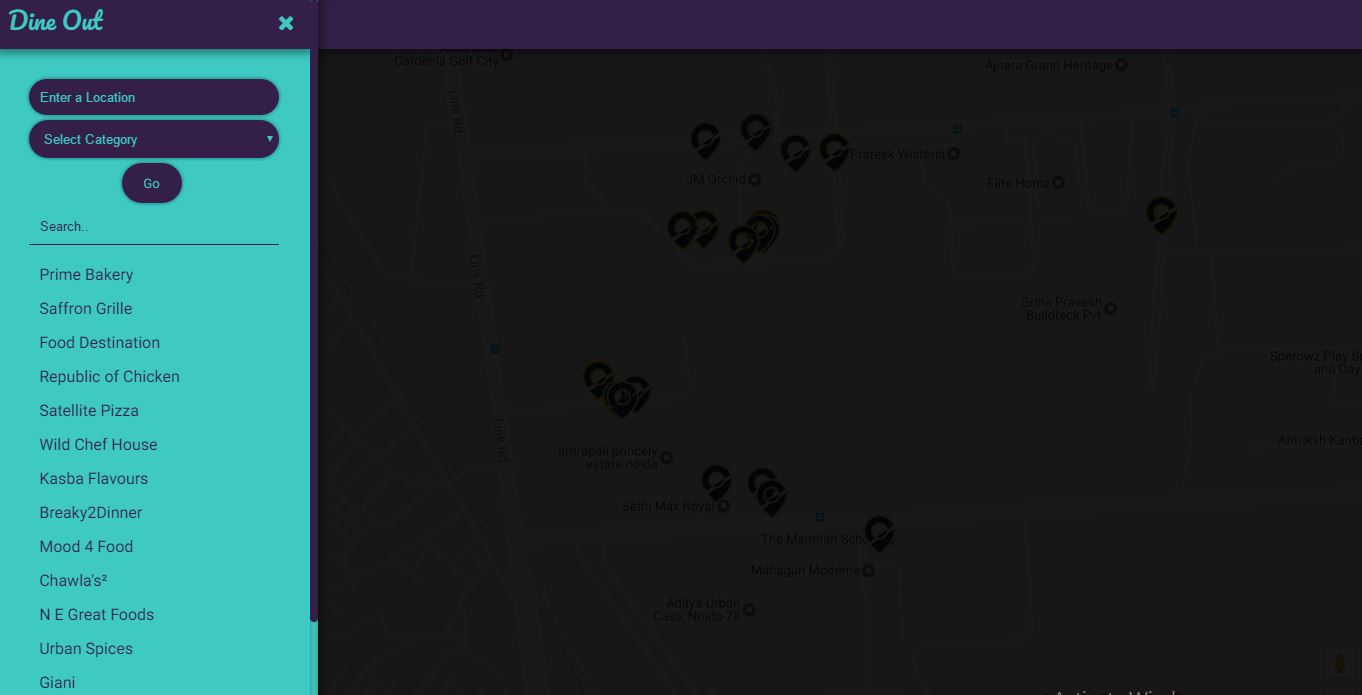 Dine Out
Enter a Location
Select Category
Go
Search..
Prime Bakery
Saffron Grille
Food Destination
Republic of Chicken
Satellite Pizza
Wild Chef House
Kasba Flavours
Breaky2Dinner
Mood 4 Food
Chawla's²
N E Great Foods
Urban Spices
Giani
Gardenia Golf City
Ajnara Grand Heritage
Link Rd
Prateek Wisteria
JM Orchid
Elite Homz
Link Rd
Griha Pravesh
Buildteck Pvt
Sperowz Play S
and Day
Link Rd
Antriksh Kanba
amrapali princely
estate noida
Sethi Max Royal
The Manthan Scho
Mahagun Moderne
Aditya Urban
Casa, Noida-78